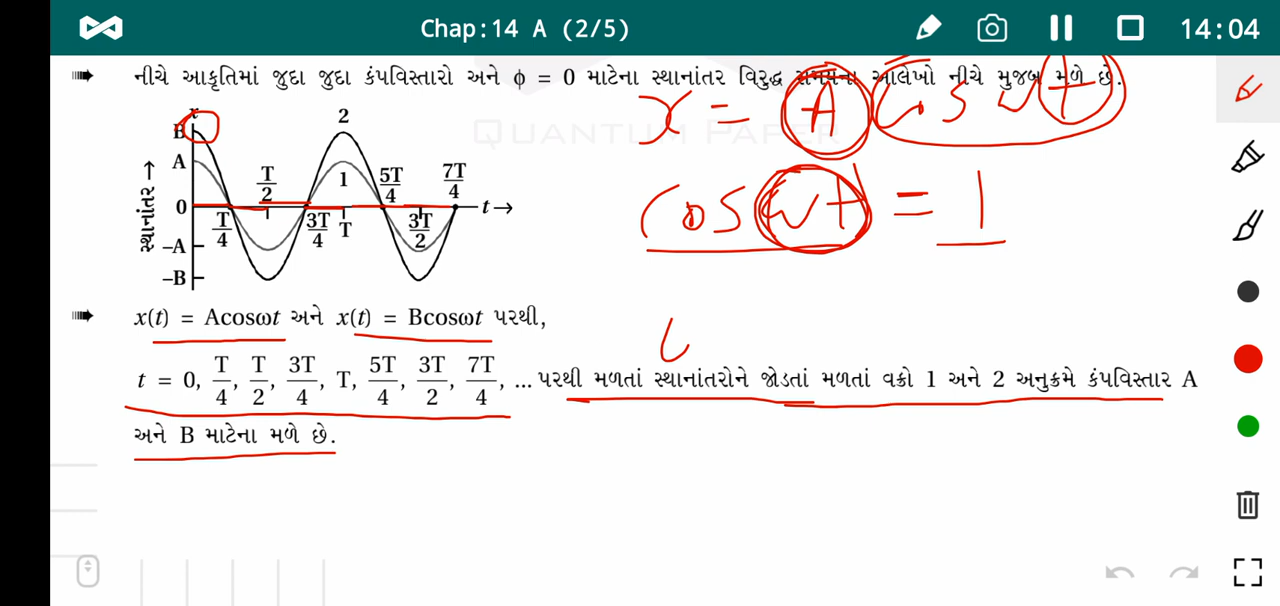 Chap:14 A (2/5)
14:04
➠ નીચે આકૃતિમાં જુદા જુદા કંપવિસ્તારો અને ϕ = 0 માટેના સ્થાનાંતર વિરુદ્ધ સમયના આલેખો નીચે મુજબ મળે છે.
x = A cos ωt
QUANTUM PAPER
cos ωt = 1
x
B
A
0
–A
–B
સ્થાનાંતર →
2
1
T/4
T/2
3T/4
T
5T/4
3T/2
7T/4
t→
➠ x(t) = Acosωt અને x(t) = Bcosωt પરથી,
t = 0, T/4, T/2, 3T/4, T, 5T/4, 3T/2, 7T/4, ... પરથી મળતાં સ્થાનાંતરોને જોડતાં મળતાં વક્રો 1 અને 2 અનુક્રમે કંપવિસ્તાર A
અને B માટેના મળે છે.